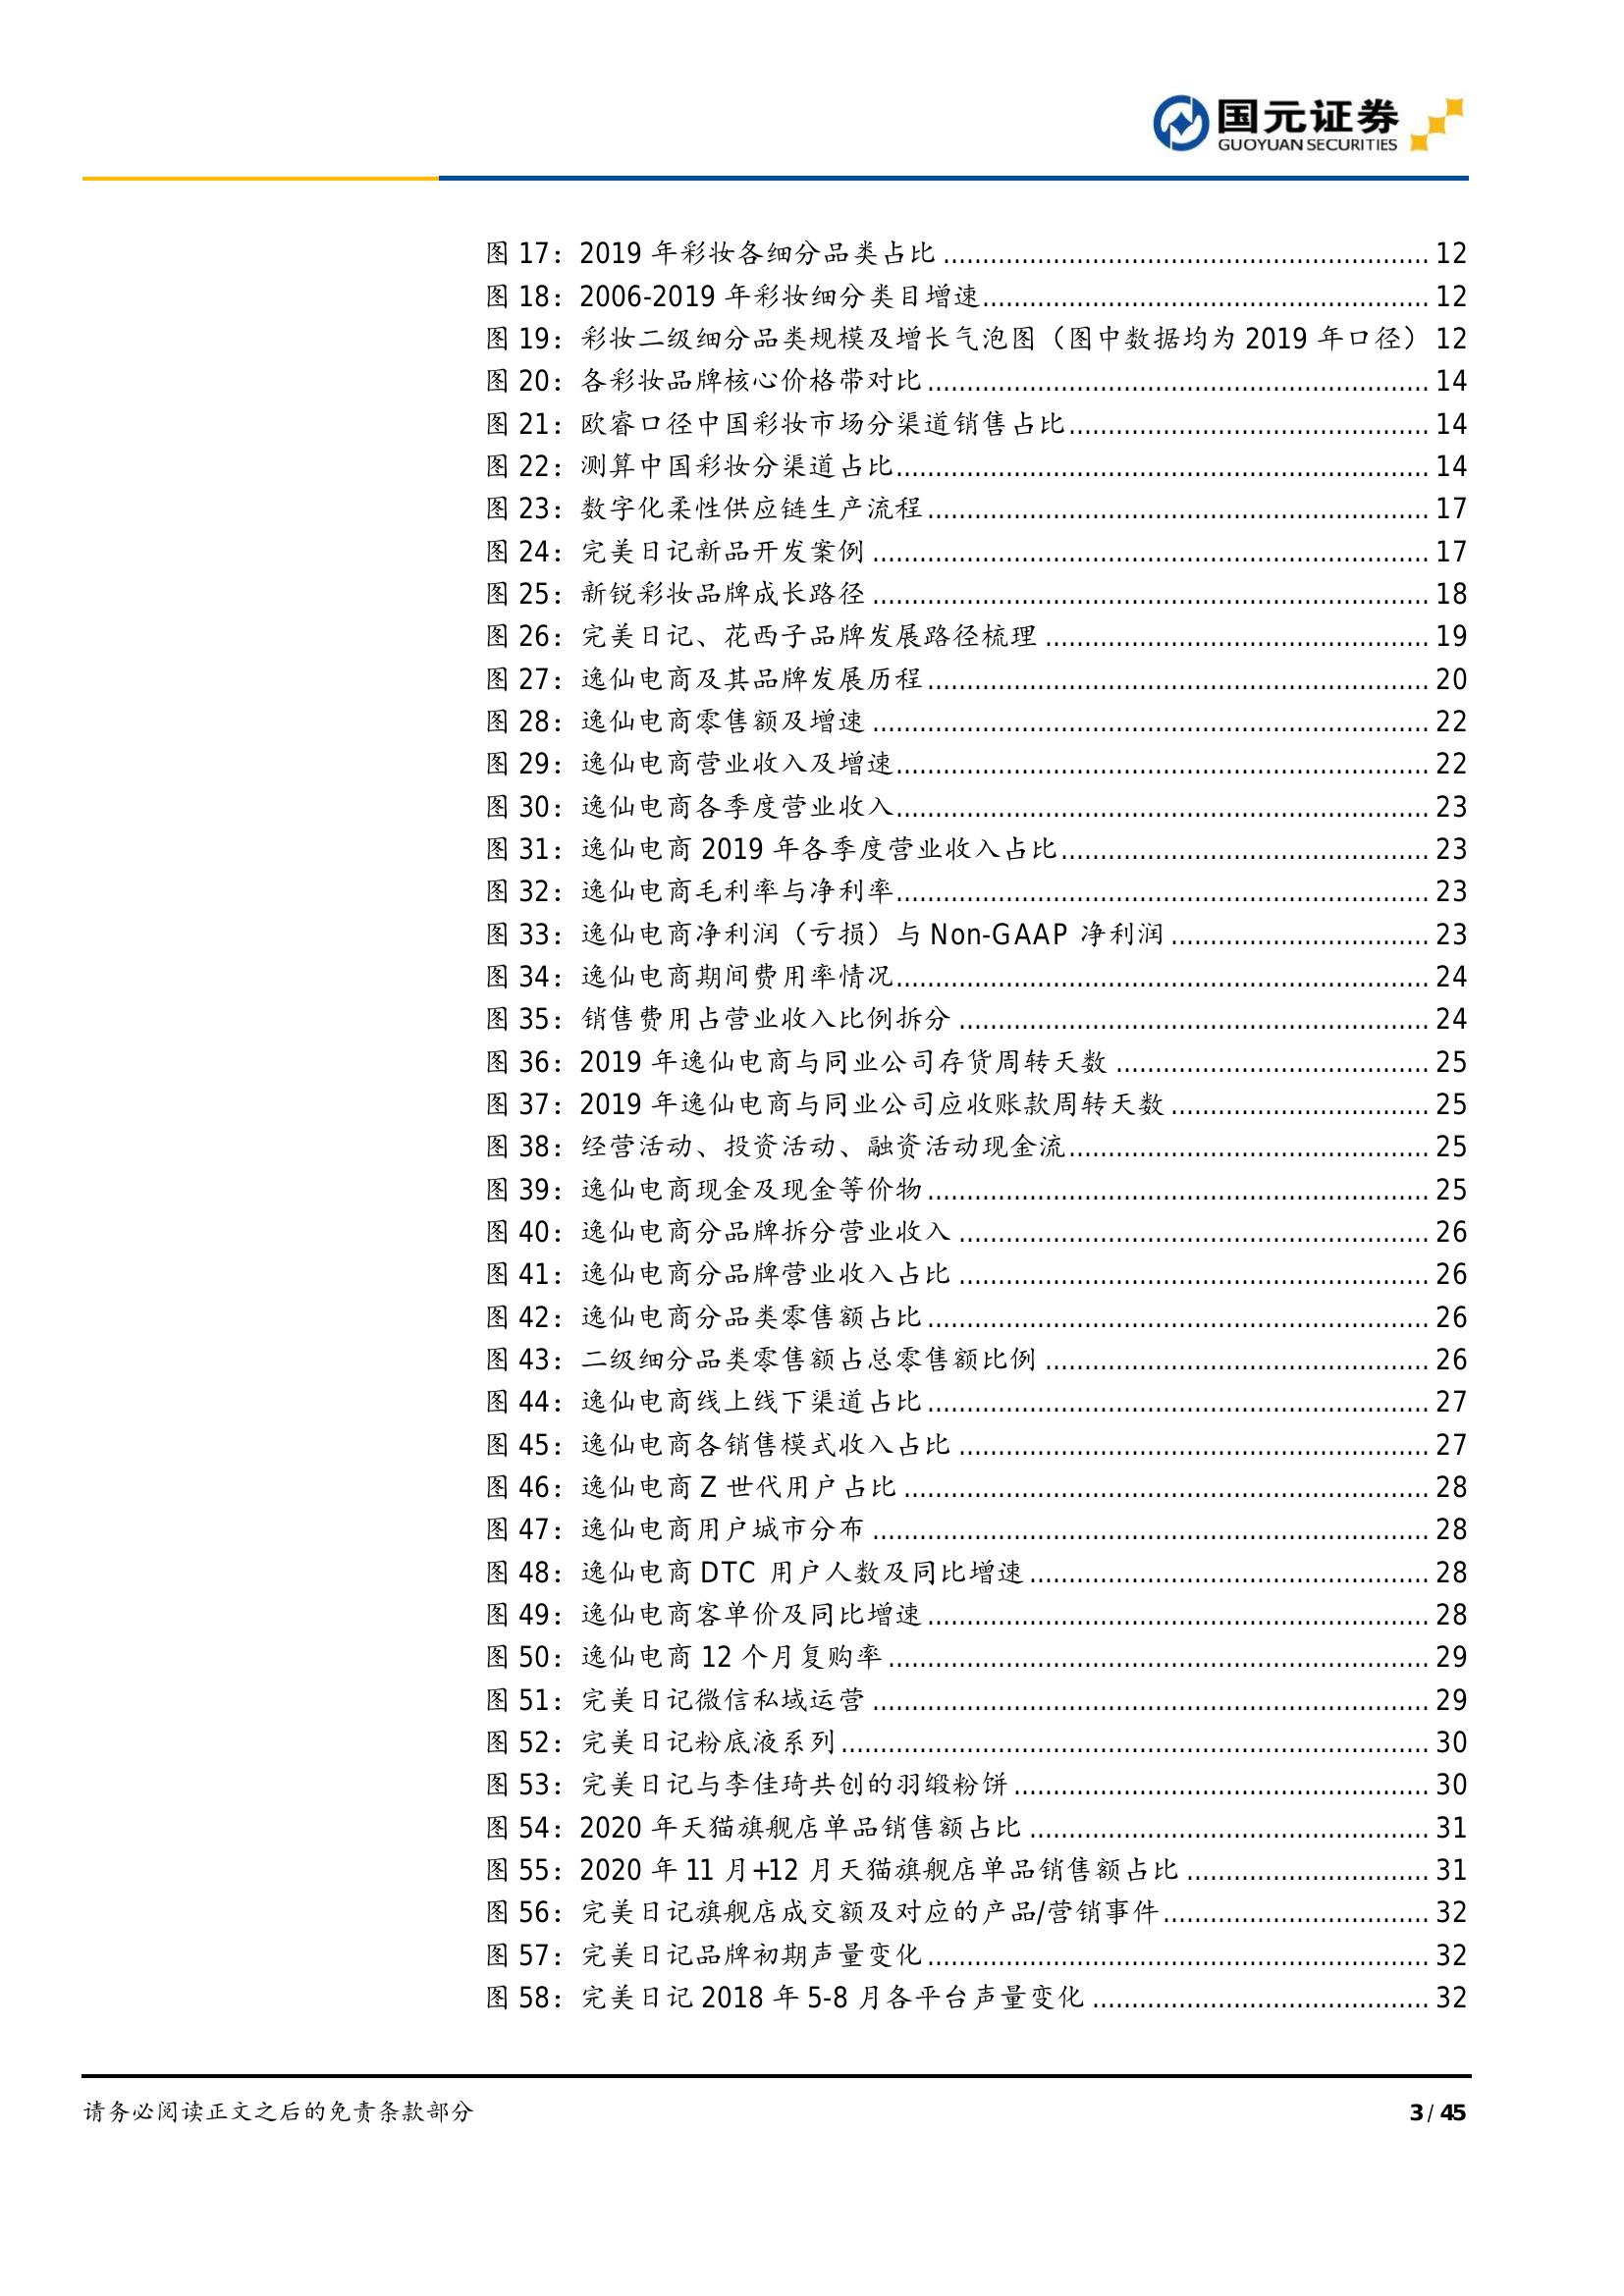 国元证券
GUOYUAN SECURITIES
图 17：2019 年彩妆各细分品类占比 ............................................................ 12
图 18：2006-2019 年彩妆细分类目增速 ............................................................ 12
图 19：彩妆二级细分品类规模及增长气泡图（图中数据均为 2019 年口径） 12
图 20：各彩妆品牌核心价格带对比 ............................................................ 14
图 21：欧睿口径中国彩妆市场分渠道销售占比 ............................................................ 14
图 22：测算中国彩妆分渠道占比 ............................................................ 14
图 23：数字化柔性供应链生产流程 ............................................................ 17
图 24：完美日记新品开发案例 ............................................................ 17
图 25：新锐彩妆品牌成长路径 ............................................................ 18
图 26：完美日记、花西子品牌发展路径梳理 ............................................................ 19
图 27：逸仙电商及其品牌发展历程 ............................................................ 20
图 28：逸仙电商零售额及增速 ............................................................ 22
图 29：逸仙电商营业收入及增速 ............................................................ 22
图 30：逸仙电商各季度营业收入 ............................................................ 23
图 31：逸仙电商 2019 年各季度营业收入占比 ............................................................ 23
图 32：逸仙电商毛利率与净利率 ............................................................ 23
图 33：逸仙电商净利润（亏损）与 Non-GAAP 净利润 ............................................................ 23
图 34：逸仙电商期间费用率情况 ............................................................ 24
图 35：销售费用占营业收入比例拆分 ............................................................ 24
图 36：2019 年逸仙电商与同业公司存货周转天数 ............................................................ 25
图 37：2019 年逸仙电商与同业公司应收账款周转天数 ............................................................ 25
图 38：经营活动、投资活动、融资活动现金流 ............................................................ 25
图 39：逸仙电商现金及现金等价物 ............................................................ 25
图 40：逸仙电商分品牌拆分营业收入 ............................................................ 26
图 41：逸仙电商分品牌营业收入占比 ............................................................ 26
图 42：逸仙电商分品类零售额占比 ............................................................ 26
图 43：二级细分品类零售额占总零售额比例 ............................................................ 26
图 44：逸仙电商线上线下渠道占比 ............................................................ 27
图 45：逸仙电商各销售模式收入占比 ............................................................ 27
图 46：逸仙电商 Z 世代用户占比 ............................................................ 28
图 47：逸仙电商用户城市分布 ............................................................ 28
图 48：逸仙电商 DTC 用户人数及同比增速 ............................................................ 28
图 49：逸仙电商客单价及同比增速 ............................................................ 28
图 50：逸仙电商 12 个月复购率 ............................................................ 29
图 51：完美日记微信私域运营 ............................................................ 29
图 52：完美日记粉底液系列 ............................................................ 30
图 53：完美日记与李佳琦共创的羽缎粉饼 ............................................................ 30
图 54：2020 年天猫旗舰店单品销售额占比 ............................................................ 31
图 55：2020 年 11 月+12 月天猫旗舰店单品销售额占比 ............................................................ 31
图 56：完美日记旗舰店成交额及对应的产品/营销事件 ............................................................ 32
图 57：完美日记品牌初期声量变化 ............................................................ 32
图 58：完美日记 2018 年 5-8 月各平台声量变化 ............................................................ 32
请务必阅读正文之后的免责条款部分
3 / 45